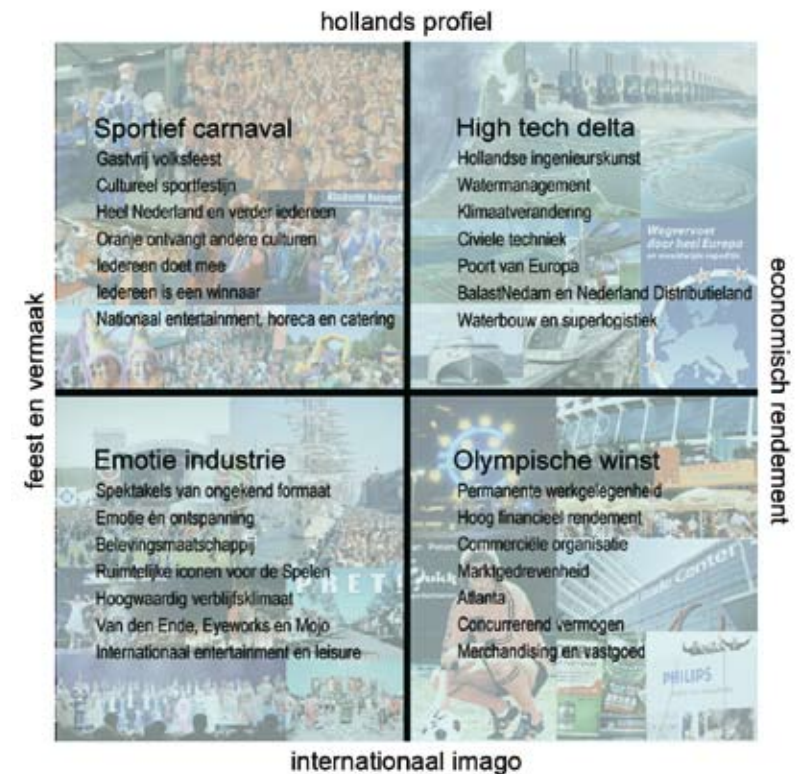 hollands profiel
Sportief carnaval
Gastvrij volksfeest
Cultureel sportfestijn
Heel Nederland en verder iedereen
Oranje ontvangt andere culturen
Iedereen doet mee
Iedereen is een winnaar
Nationaal entertainment, horeca en catering
High tech delta
Hollandse ingenieurskunst
Watermanagement
Klimaatverandering
Civiele techniek
Poort van Europa
BalastNedam en Nederland Distributieland
Waterbouw en superlogistiek
Wegvervoer
door heel Europa
feest en vermaak
economisch rendement
Emotie industrie
Spektakels van ongekend formaat
Emotie én ontspanning
Belevingsmaatschappij
Ruimtelijke iconen voor de Spelen
Hoogwaardig verblijfsklimaat
Van den Ende, Eyeworks en Mojo
Internationaal entertainment en leisure
Olympische winst
Permanente werkgelegenheid
Hoog financieel rendement
Commerciële organisatie
Marktgedrevenheid
Atlanta
Concurrerend vermogen
Merchandising en vastgoed
PHILIPS
internationaal imago